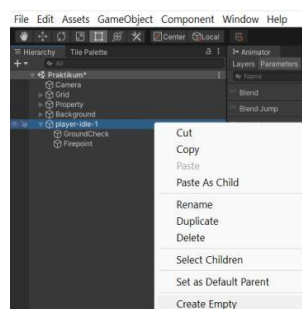 File Edit Assets GameObject Component Window Help
Center Local
Hierarchy Tile Palette
Animator
Layers Parameters
All
Name
Praktikum*
Camera
Grid
Property
Background
player-idle-1
GroundCheck
Firepoint
Blend
Blend Jump
Cut
Copy
Paste
Paste As Child
Rename
Duplicate
Delete
Select Children
Set as Default Parent
Create Empty